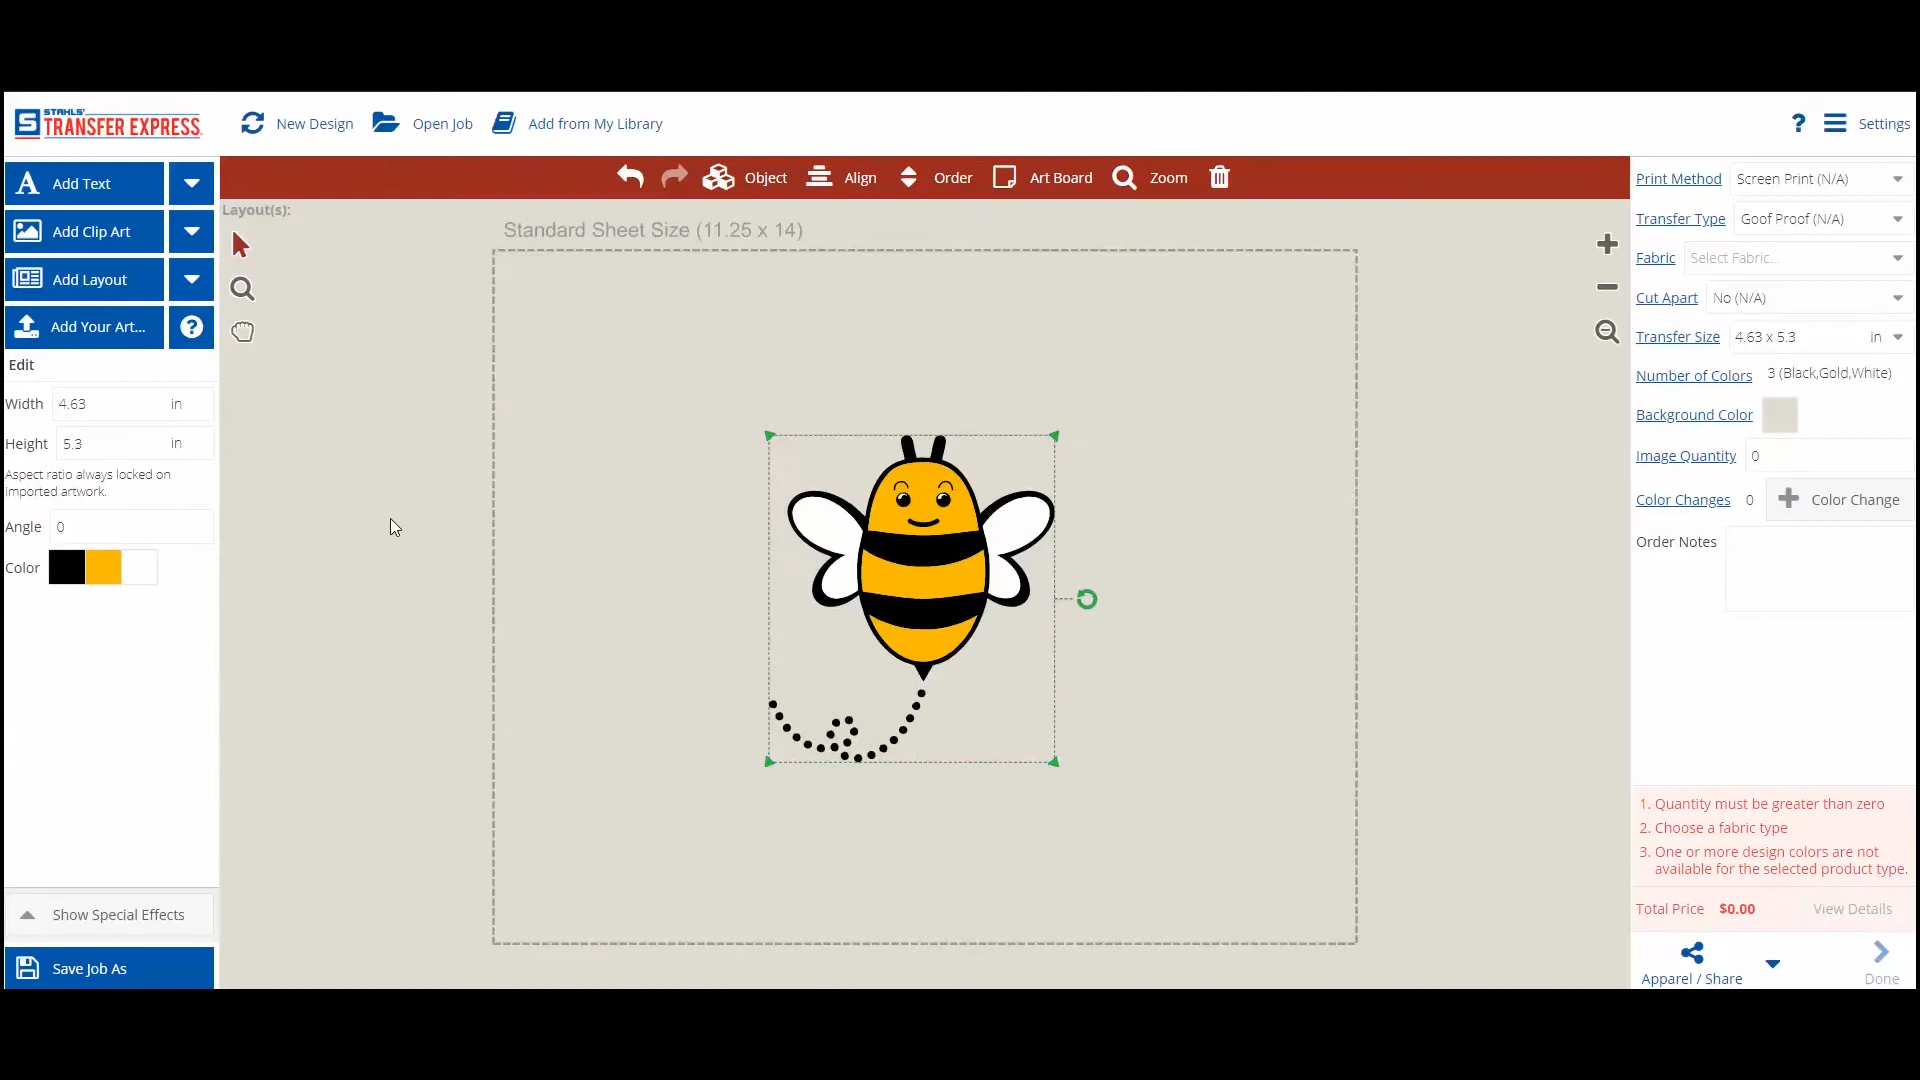 STAHLS'
TRANSFER EXPRESS
New Design
Open Job
Add from My Library
?
Settings
Add Text
Add Clip Art
Add Layout
Add Your Art...
?
Object
Align
Order
Art Board
Zoom
Layout(s):
Standard Sheet Size (11.25 x 14)
Edit
Width 4.63 in
Height 5.3 in
Aspect ratio always locked on
imported artwork.
Angle 0
Color
Show Special Effects
Save Job As
Print Method Screen Print (N/A)
Transfer Type Goof Proof (N/A)
Fabric Select Fabric...
Cut Apart No (N/A)
Transfer Size 4.63 x 5.3 in
Number of Colors 3 (Black,Gold,White)
Background Color
Image Quantity 0
Color Changes 0 Color Change
Order Notes
1. Quantity must be greater than zero
2. Choose a fabric type
3. One or more design colors are not
available for the selected product type.
Total Price $0.00 View Details
Apparel / Share
Done